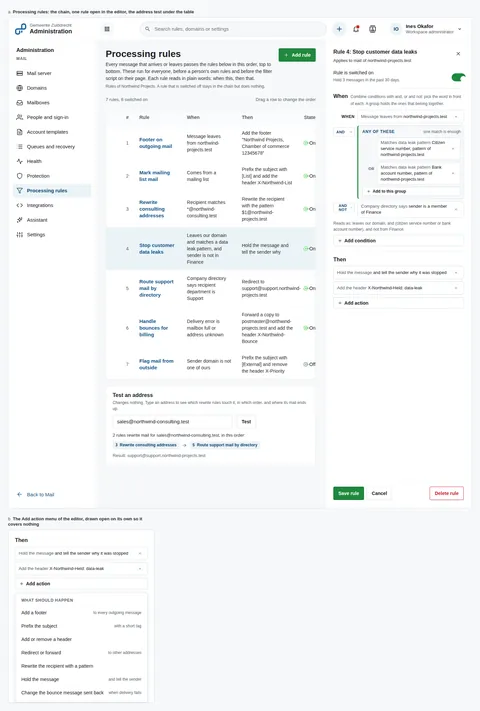 a. Processing rules: the chain, one rule open in the editor, the address test under the table
Gemeente Zuidbrecht
Administration
Search rules, domains or settings
IO
Ines Okafor
Workspace administrator
Administration
MAIL
Mail server
Domains
Mailboxes
People and sign-in
Account templates
Queues and recovery
Health
Protection
Processing rules
Integrations
Assistant
Settings
Back to Mail
Processing rules
Every message that arrives or leaves passes the rules below in this order, top to bottom. These run for everyone, before a person's own rules and before the filter script on their page. Each rule reads in plain words: when this, then that.
Rules of Northwind Projects. A rule that is switched off stays in the chain but does nothing.
Add rule
7 rules, 6 switched on
Drag a row to change the order
# Rule When Then State
1 Footer on outgoing mail
Message leaves from northwind-projects.test
Add the footer "Northwind Projects, Chamber of commerce 12345678"
On
2 Mark mailing list mail
Comes from a mailing list
Prefix the subject with [List] and add the header X-Northwind-List
On
3 Rewrite consulting addresses
Recipient matches *@northwind-consulting.test
Rewrite the recipient with the pattern $1@northwind-projects.test
On
4 Stop customer data leaks
Leaves our domain and matches a data leak pattern, and sender is not in Finance
Hold the message and tell the sender why
On
5 Route support mail by directory
Company directory says recipient department is Support
Redirect to support@support.northwind-projects.test
On
6 Handle bounces for billing
Delivery error is mailbox full or address unknown
Forward a copy to postmaster@northwind-projects.test and add the header X-Northwind-Bounce
On
7 Flag mail from outside
Sender domain is not one of ours
Prefix the subject with [External] and remove the header X-Priority
Off
Test an address
Changes nothing. Type an address to see which rewrite rules touch it, in which order, and where its mail ends up.
sales@northwind-consulting.test
Test
2 rules rewrite mail for sales@northwind-consulting.test, in this order:
3 Rewrite consulting addresses
5 Route support mail by directory
Result: support@support.northwind-projects.test
Rule 4: Stop customer data leaks
Applies to mail of northwind-projects.test
Rule is switched on
Held 3 messages in the past 30 days
When
Combine conditions with and, or and not: pick the word in front of each. A group holds the ones that belong together.
WHEN
Message leaves from northwind-projects.test
AND
ANY OF THESE
one match is enough
Matches data leak pattern Citizen service number, pattern of northwind-projects.test
OR
Matches data leak pattern Bank account number, pattern of northwind-projects.test
Add to this group
AND NOT
Company directory says sender is a member of Finance
Reads as: leaves our domain, and (citizen service number or bank account number), and not from Finance
Add condition
Then
Hold the message and tell the sender why it was stopped
Add the header X-Northwind-Held: data-leak
Add action
Save rule
Cancel
Delete rule
b. The Add action menu of the editor, drawn open on its own so it covers nothing
Then
Hold the message and tell the sender why it was stopped
Add the header X-Northwind-Held: data-leak
Add action
WHAT SHOULD HAPPEN
Add a footer
to every outgoing message
Prefix the subject
with a short tag
Add or remove a header
Redirect or forward
to other addresses
Rewrite the recipient with a pattern
Hold the message
and tell the sender
Change the bounce message sent back
when delivery fails